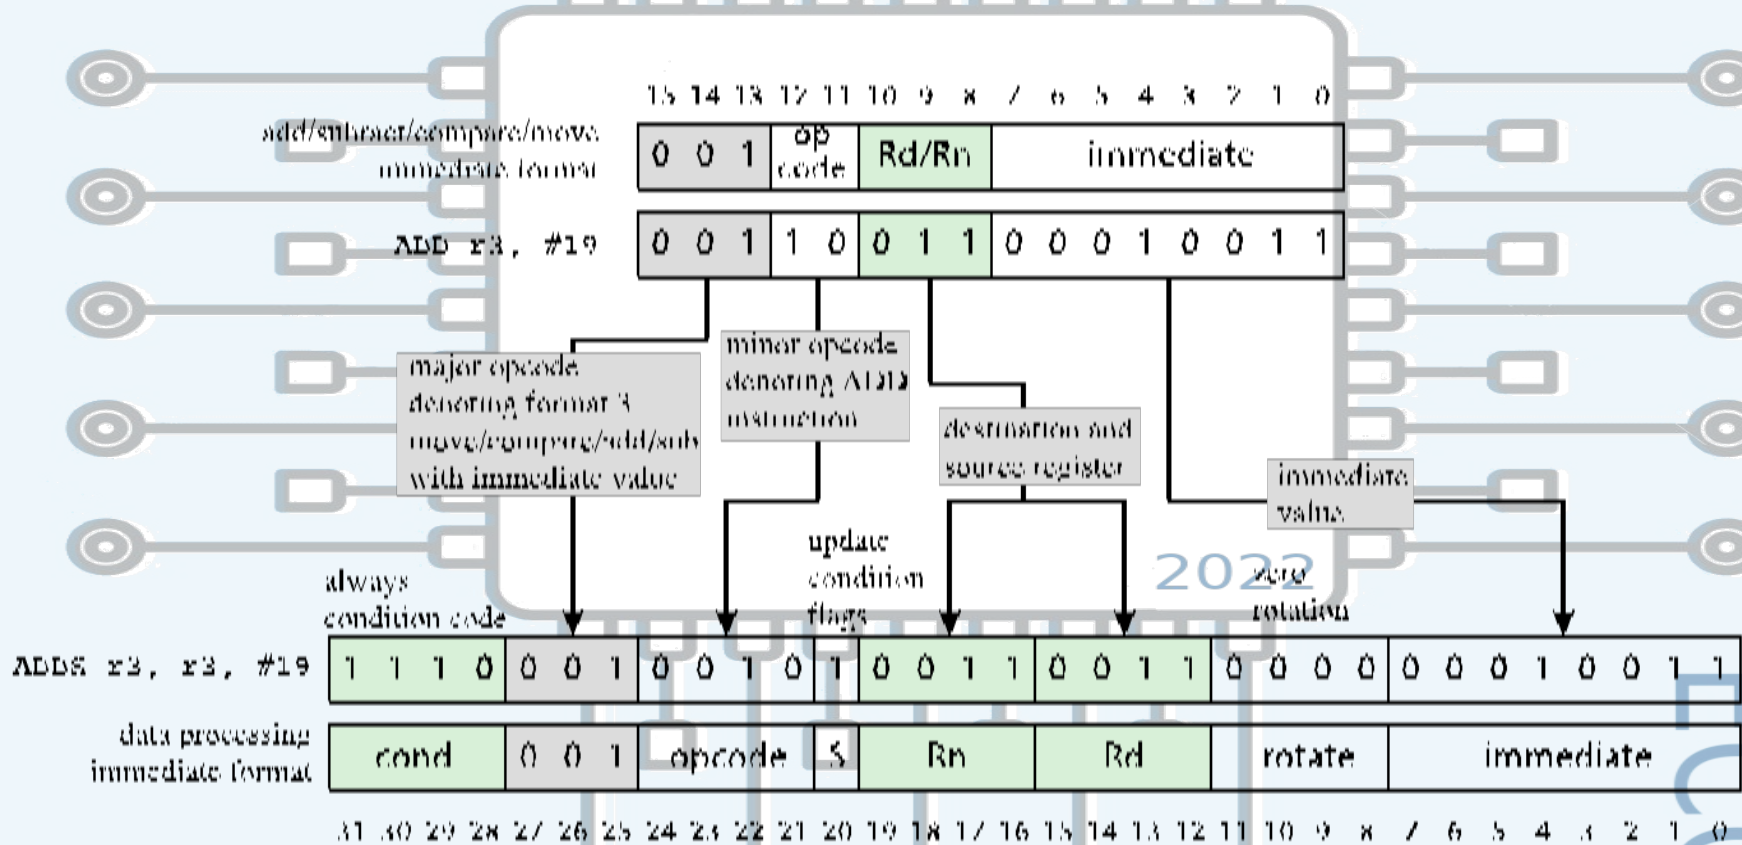 15 14 13 12 11 10 9 8 7 6 5 4 3 2 1 0
add/subtract/compare/move
immediate format
0 0 1 op code Rd/Rn immediate
ADD r3, #19 0 0 1 1 0 0 1 1 0 0 0 1 0 0 1 1
major opcode
denoting format 3
move/compare/add/sub
with immediate value
minor opcode
denoting ADD
instruction
destination and
source register
immediate
value
always
condition code
update
condition
flags
2022
zero
rotation
ADDS r3, r3, #19 1 1 1 0 0 0 1 0 0 1 0 1 0 0 1 1 0 0 1 1 0 0 0 0 0 0 0 1 0 0 1 1
data processing
immediate format
cond 0 0 1 opcode S Rn Rd rotate immediate
31 30 29 28 27 26 25 24 23 22 21 20 19 18 17 16 15 14 13 12 11 10 9 8 7 6 5 4 3 2 1 0